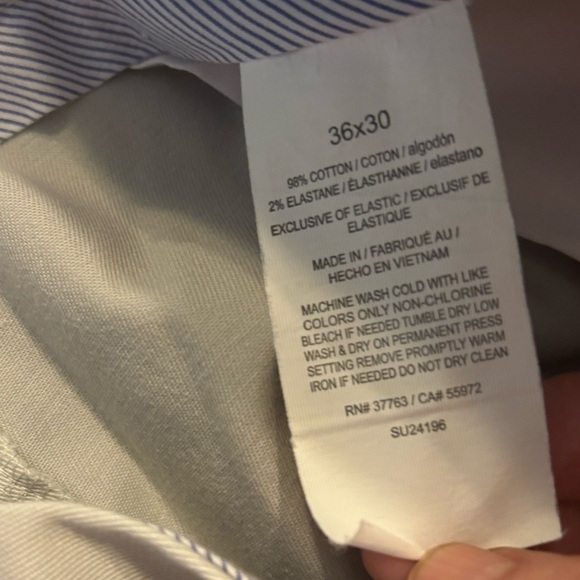 36x30
98% COTTON / COTON / algodón
2% ELASTANE / ÉLASTHANNE / elastano
EXCLUSIVE OF ELASTIC / EXCLUSIF DE
ELASTIQUE
MADE IN / FABRIQUÉ AU /
HECHO EN VIETNAM
MACHINE WASH COLD WITH LIKE
COLORS ONLY NON-CHLORINE
BLEACH IF NEEDED TUMBLE DRY LOW
WASH & DRY ON PERMANENT PRESS
SETTING REMOVE PROMPTLY WARM
IRON IF NEEDED DO NOT DRY CLEAN
RN# 37763 / CA# 55972
SU24196